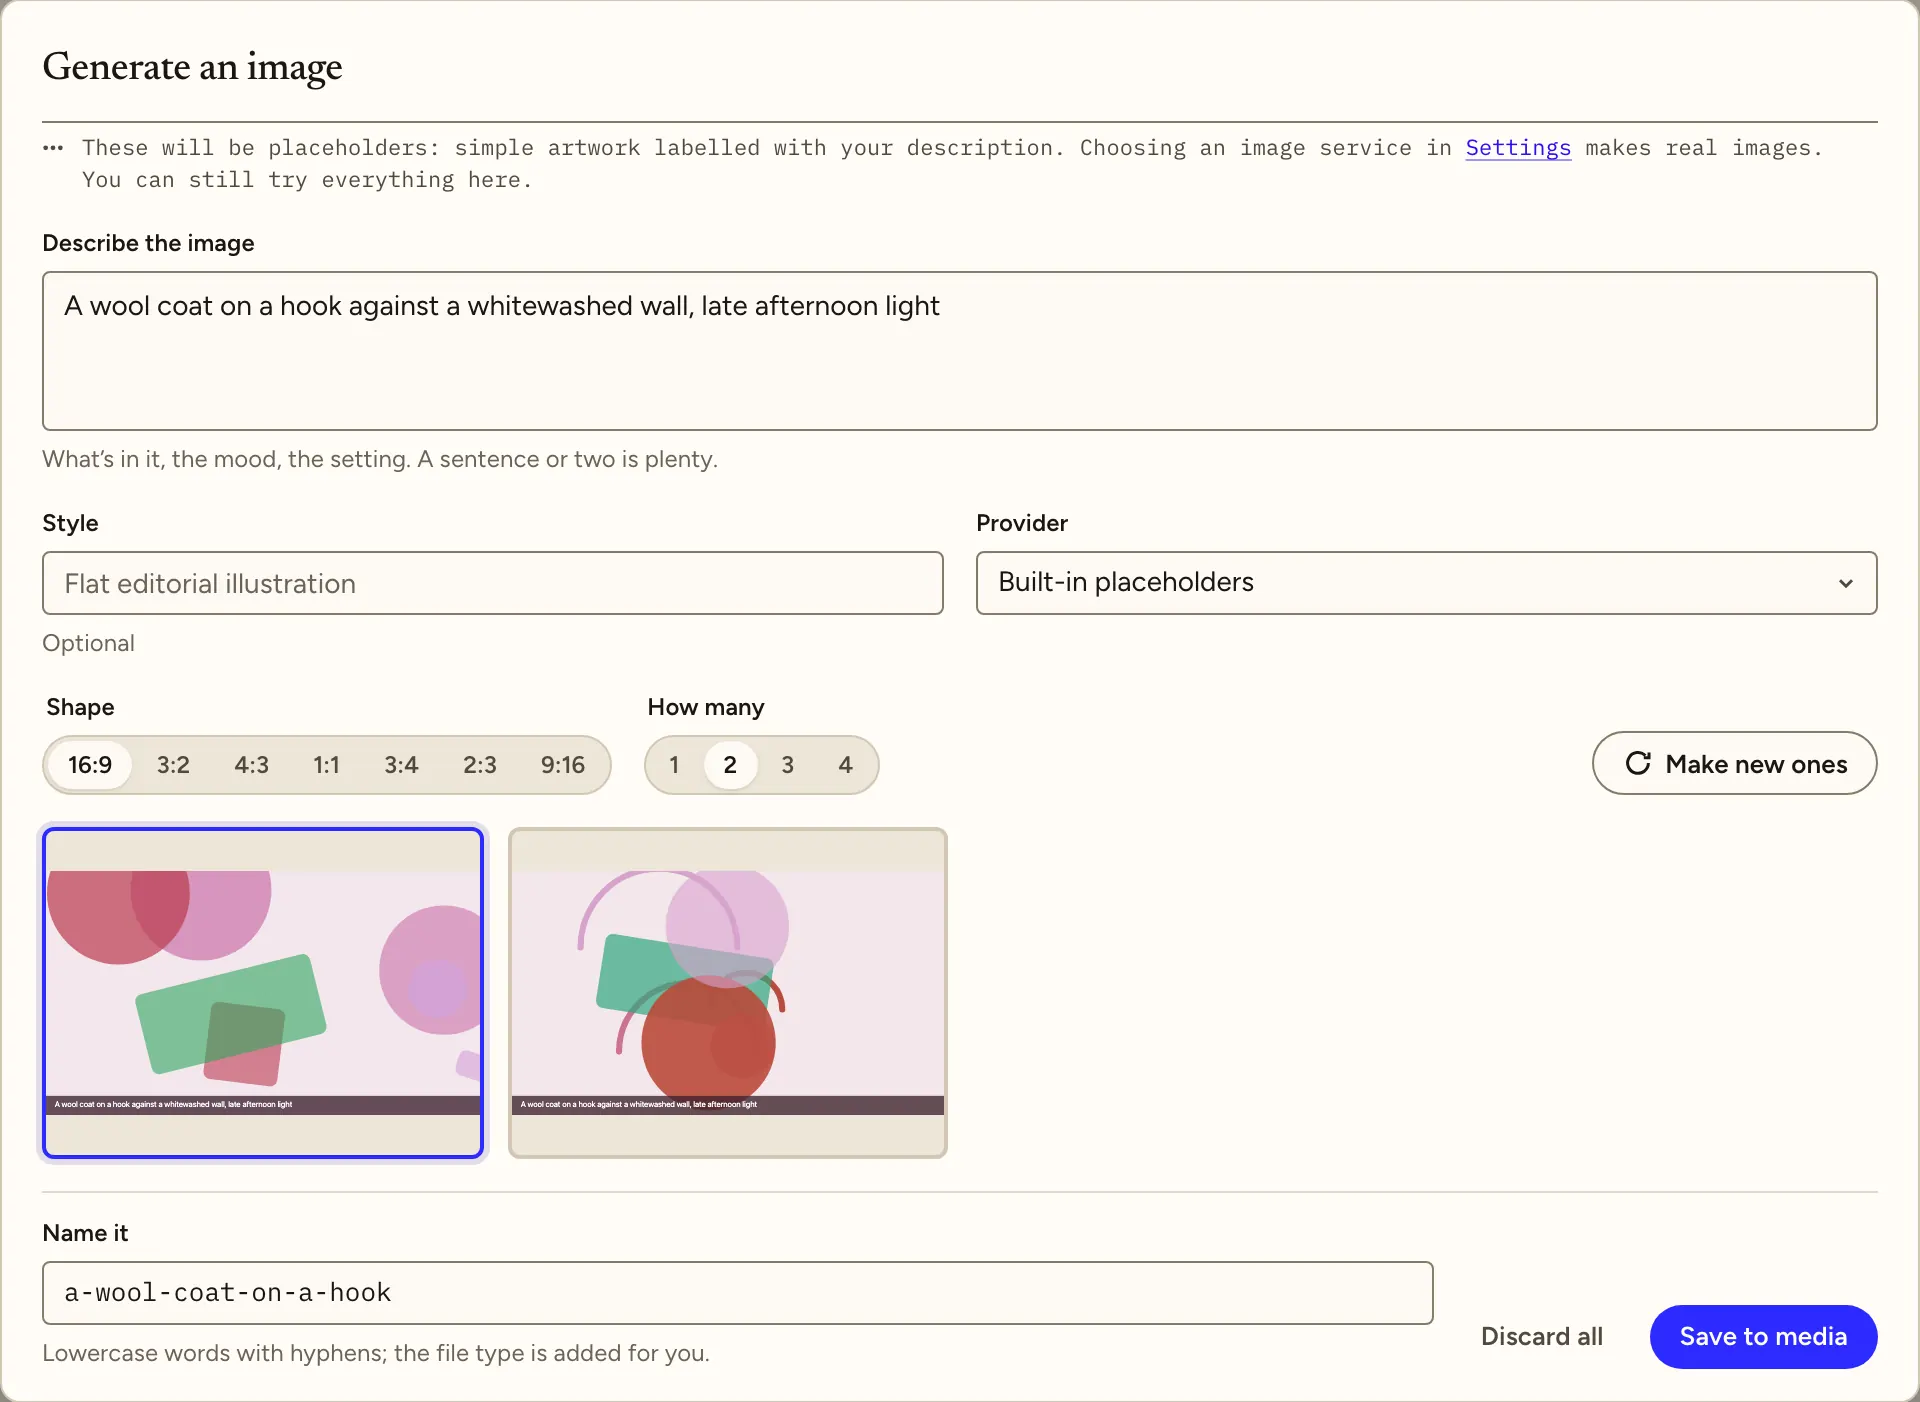 Generate an image
••• These will be placeholders: simple artwork labelled with your description. Choosing an image service in Settings makes real images.
You can still try everything here.
Describe the image
A wool coat on a hook against a whitewashed wall, late afternoon light
What’s in it, the mood, the setting. A sentence or two is plenty.
Style
Provider
Flat editorial illustration
Built-in placeholders
Optional
Shape
How many
16:9 3:2 4:3 1:1 3:4 2:3 9:16
1 2 3 4
Make new ones
A wool coat on a hook against a whitewashed wall, late afternoon light
A wool coat on a hook against a whitewashed wall, late afternoon light
Name it
a-wool-coat-on-a-hook
Lowercase words with hyphens; the file type is added for you.
Discard all
Save to media